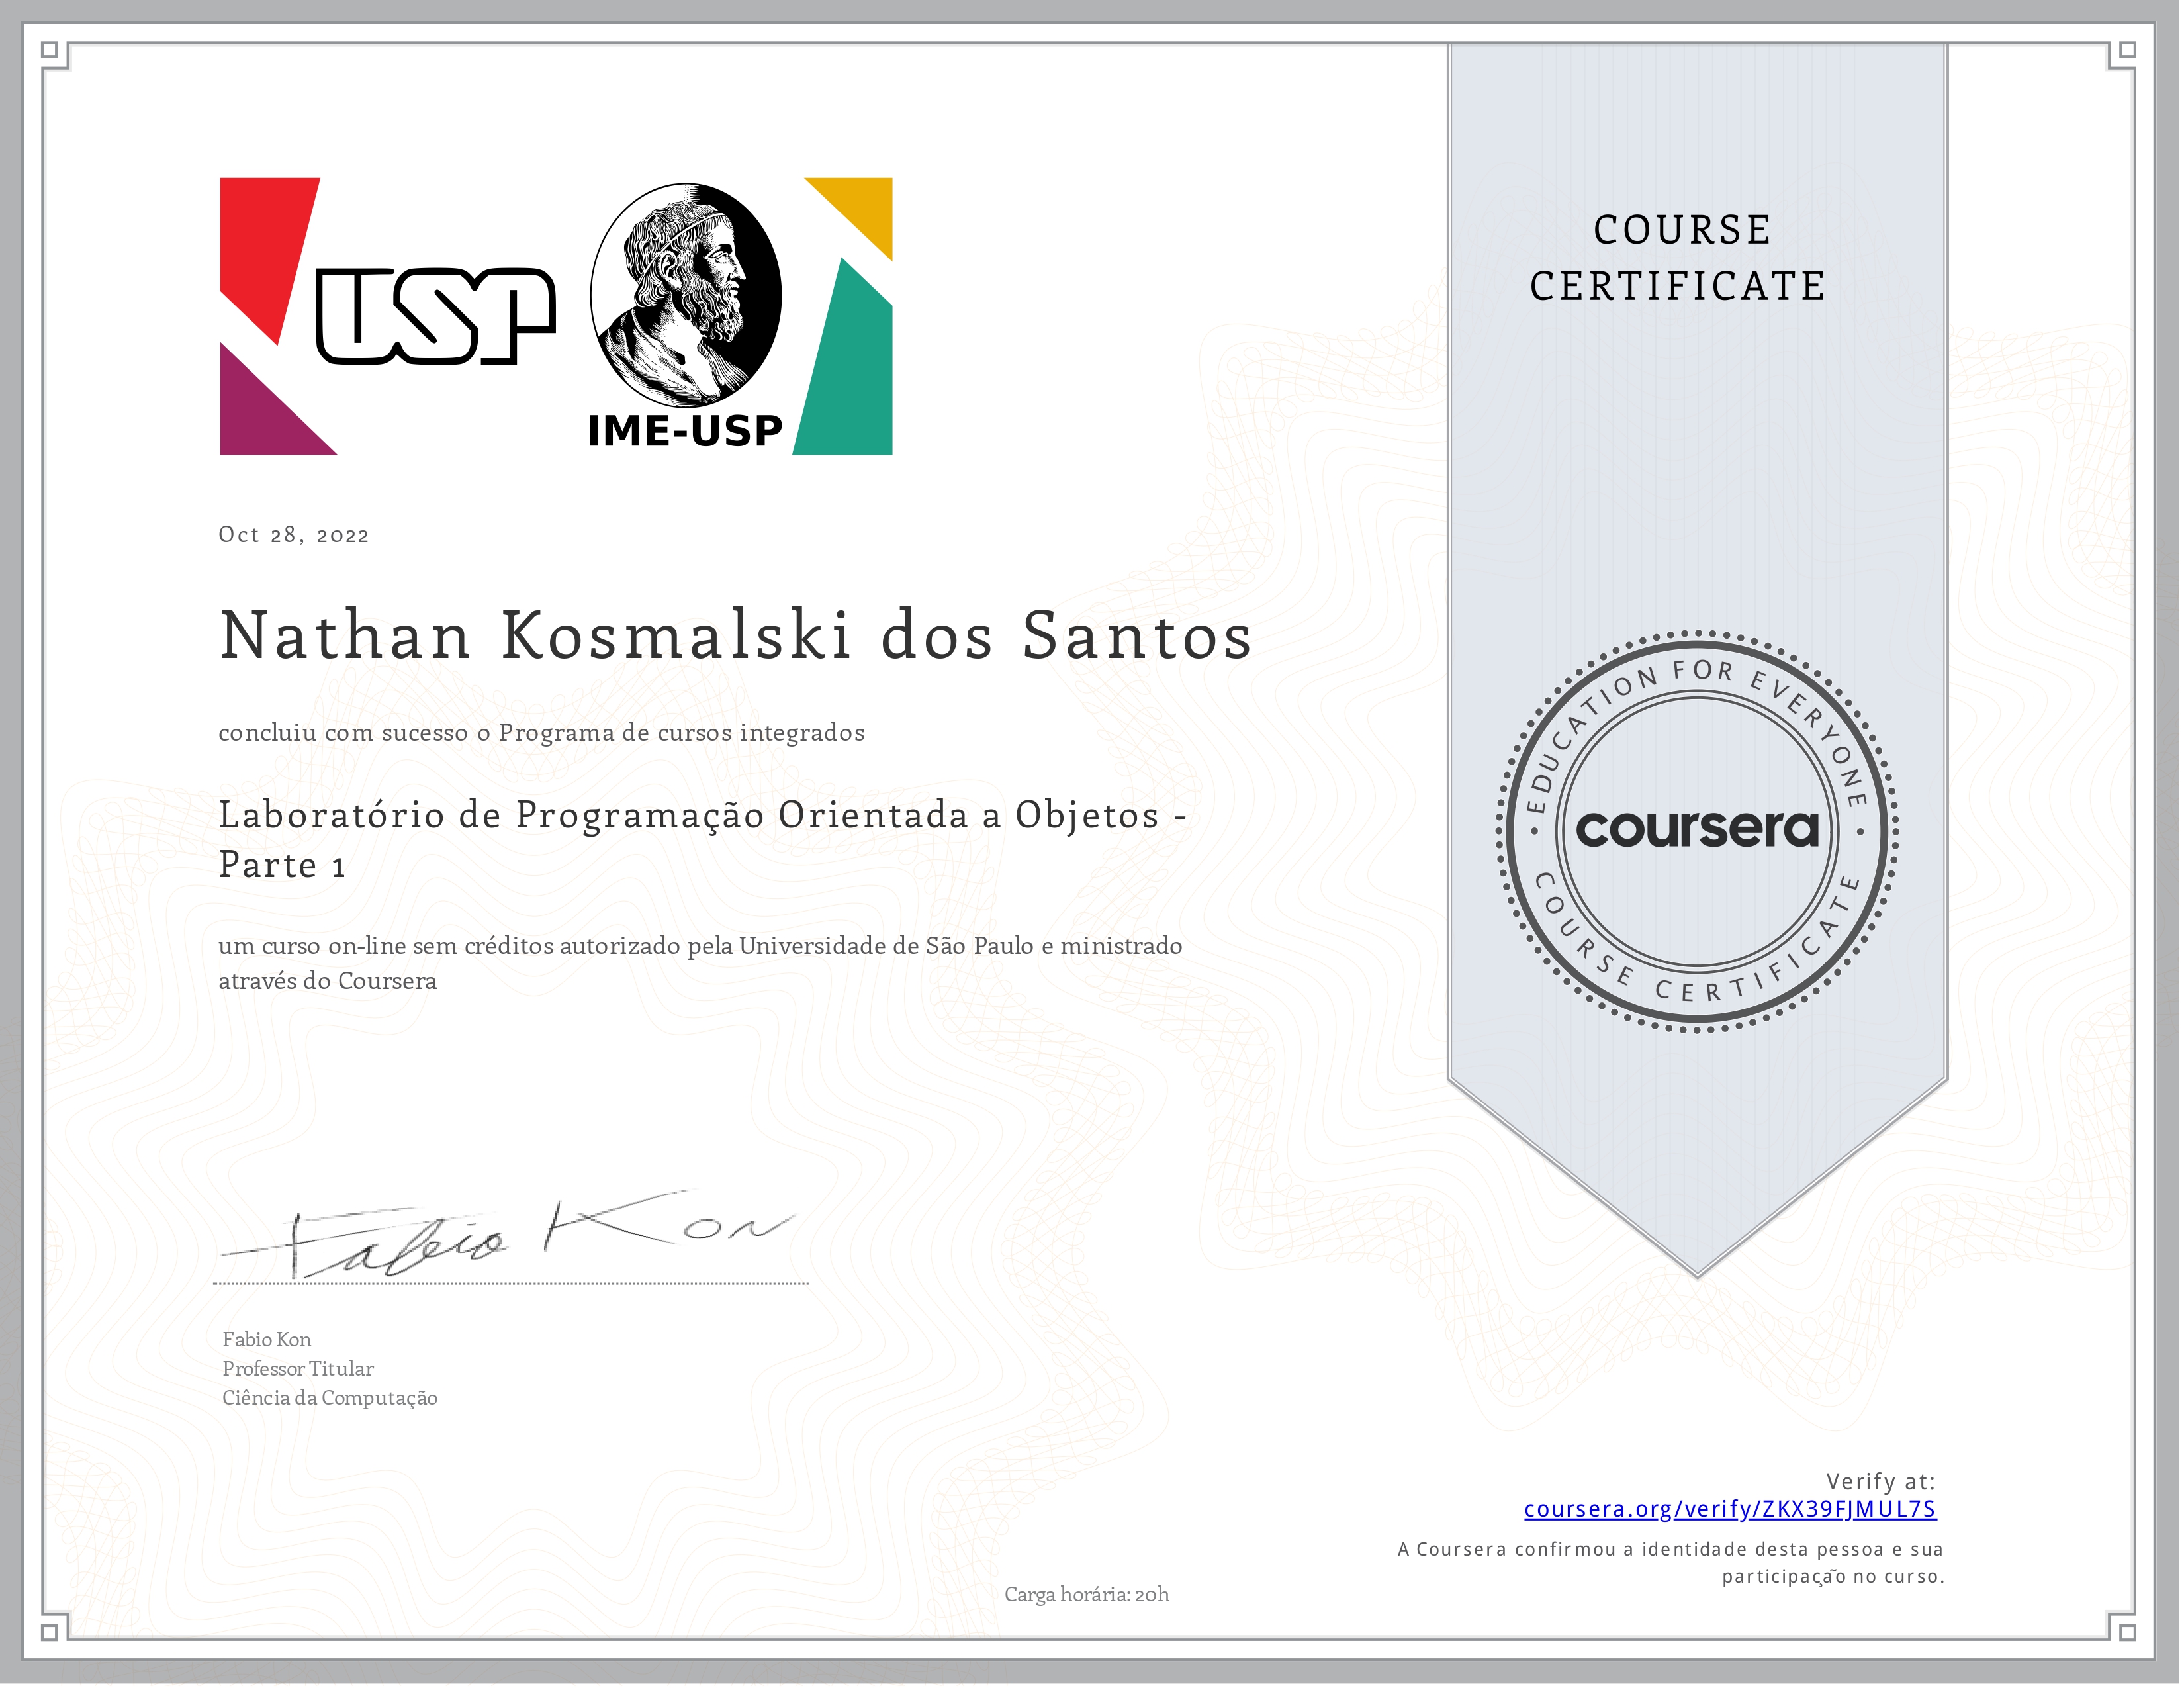 USP
IME-USP
COURSE
CERTIFICATE
Oct 28, 2022
Nathan Kosmalski dos Santos
concluiu com sucesso o Programa de cursos integrados
Laboratório de Programação Orientada a Objetos -
Parte 1
um curso on-line sem créditos autorizado pela Universidade de São Paulo e ministrado
através do Coursera
EDUCATION FOR EVERYONE
coursera
COURSE CERTIFICATE
Fabio Kon
Fabio Kon
Professor Titular
Ciência da Computação
Verify at:
coursera.org/verify/ZKX39FJMUL7S
A Coursera confirmou a identidade desta pessoa e sua
participação no curso.
Carga horária: 20h